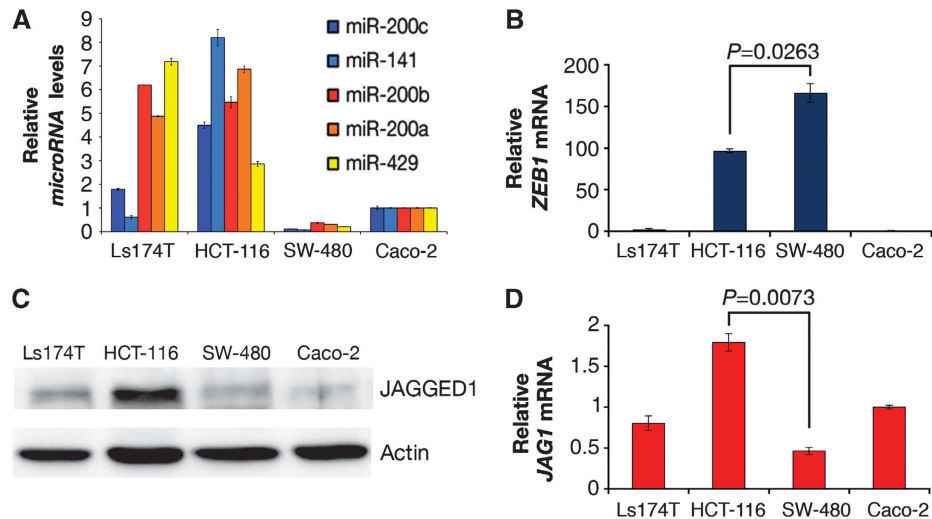 A
Relative
microRNA levels
9
8
7
6
5
4
3
2
1
0
miR-200c
miR-141
miR-200b
miR-200a
miR-429
Ls174T HCT-116 SW-480 Caco-2
B
P=0.0263
Relative
ZEB1 mRNA
200
150
100
50
0
Ls174T HCT-116 SW-480 Caco-2
C
Ls174T HCT-116 SW-480 Caco-2
JAGGED1
Actin
D
P=0.0073
Relative
JAG1 mRNA
2
1.5
1
0.5
0
Ls174T HCT-116 SW-480 Caco-2